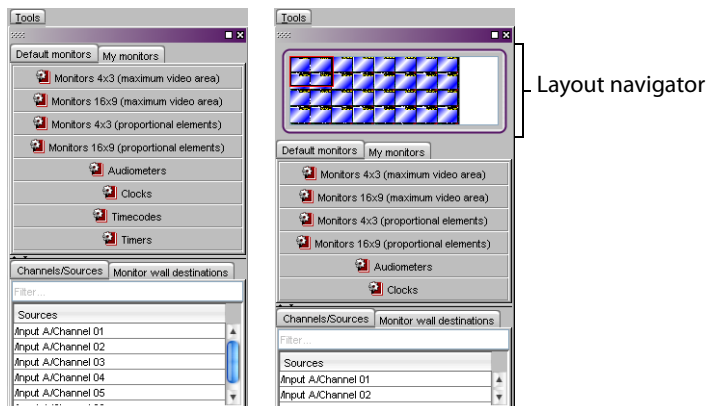 Tools
Default monitors My monitors
Monitors 4x3 (maximum video area)
Monitors 16x9 (maximum video area)
Monitors 4x3 (proportional elements)
Monitors 16x9 (proportional elements)
Audiometers
Clocks
Timecodes
Timers
Channels/Sources Monitor wall destinations
Filter...
Sources
/Input A/Channel 01
/Input A/Channel 02
/Input A/Channel 03
/Input A/Channel 04
/Input A/Channel 05
Tools
Layout navigator
Default monitors My monitors
Monitors 4x3 (maximum video area)
Monitors 16x9 (maximum video area)
Monitors 4x3 (proportional elements)
Monitors 16x9 (proportional elements)
Audiometers
Clocks
Channels/Sources Monitor wall destinations
Filter...
Sources
/Input A/Channel 01
/Input A/Channel 02